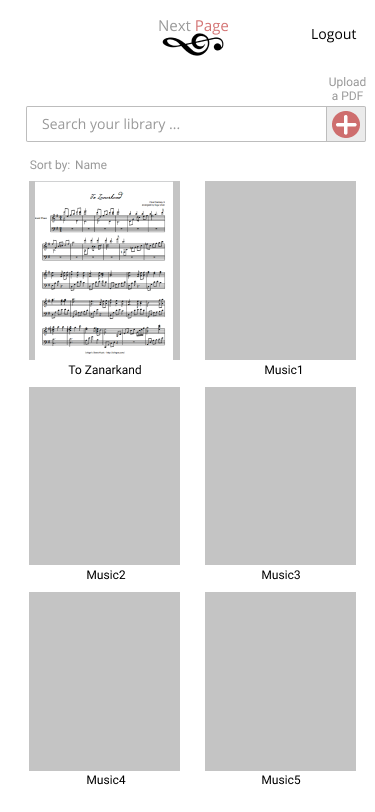 Next Page
Logout
Upload
a PDF
Search your library ...
Sort by: Name
To Zanarkand
To Zanarkand
Music1
Music2
Music3
Music4
Music5